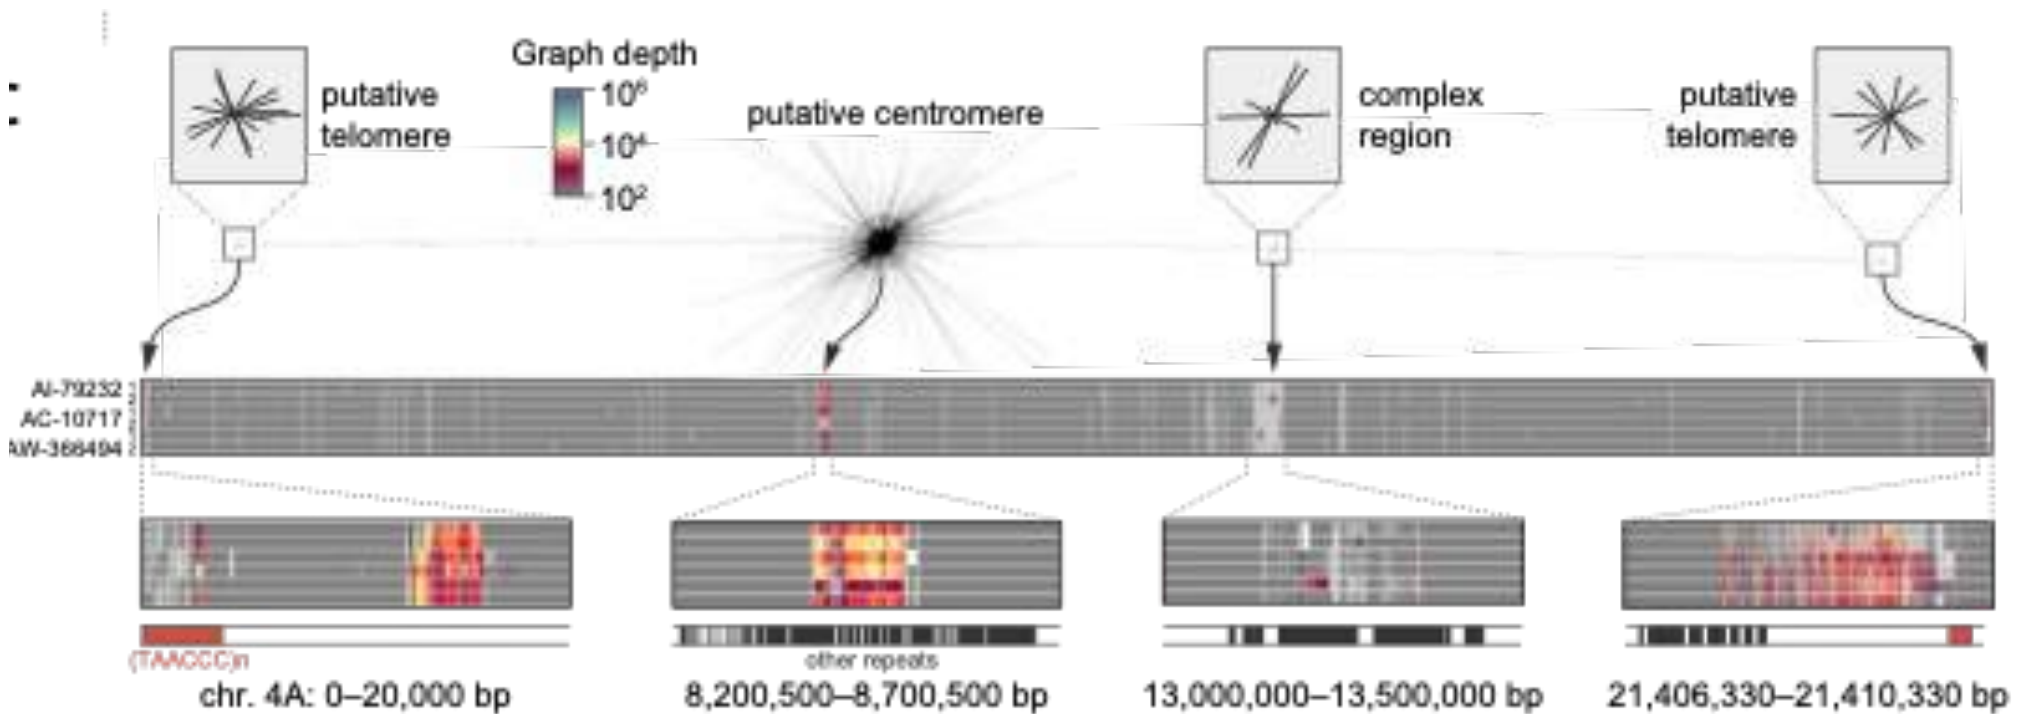 Graph depth
10⁶
10⁴
10²
putative
telomere
putative centromere
complex
region
putative
telomere
AI-79232
AC-10717
AW-366494
(TAACCC)n
other repeats
chr. 4A: 0–20,000 bp
8,200,500–8,700,500 bp
13,000,000–13,500,000 bp
21,406,330–21,410,330 bp